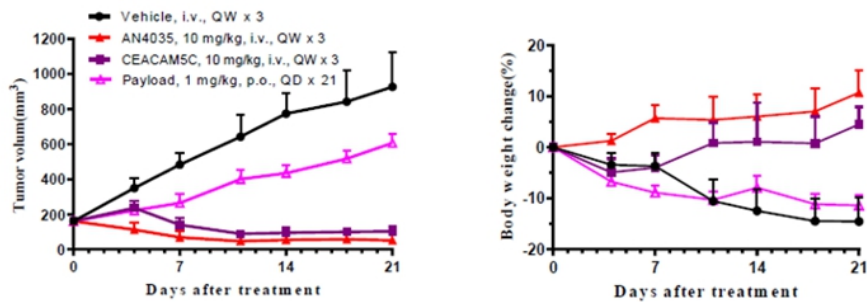 Vehicle, i.v., QW x 3
AN4035, 10 mg/kg, i.v., QW x 3
CEACAM5C, 10 mg/kg, i.v., QW x 3
Payload, 1 mg/kg, p.o., QD x 21
Tumor volum(mm³)
1200
1000
800
600
400
200
0
0 7 14 21
Days after treatment
Body weight change(%)
20
10
0
-10
-20
0 7 14 21
Days after treatment